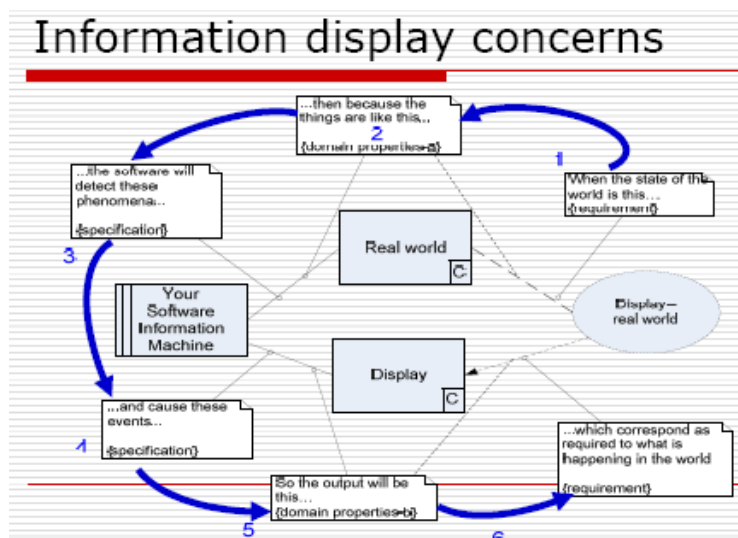 Information display concerns
...then because the
things are like this...
2
{domain properties-a}
1
...the software will
detect these
phenomena...
{specification}
3
When the state of the
world is this...
{requirement}
Real world
C
Your
Software
Information
Machine
Display–
real world
Display
C
...and cause these
events...
{specification}
4
...which correspond as
required to what is
happening in the world
{requirement}
So the output will be
this...
{domain properties-b}
5
6